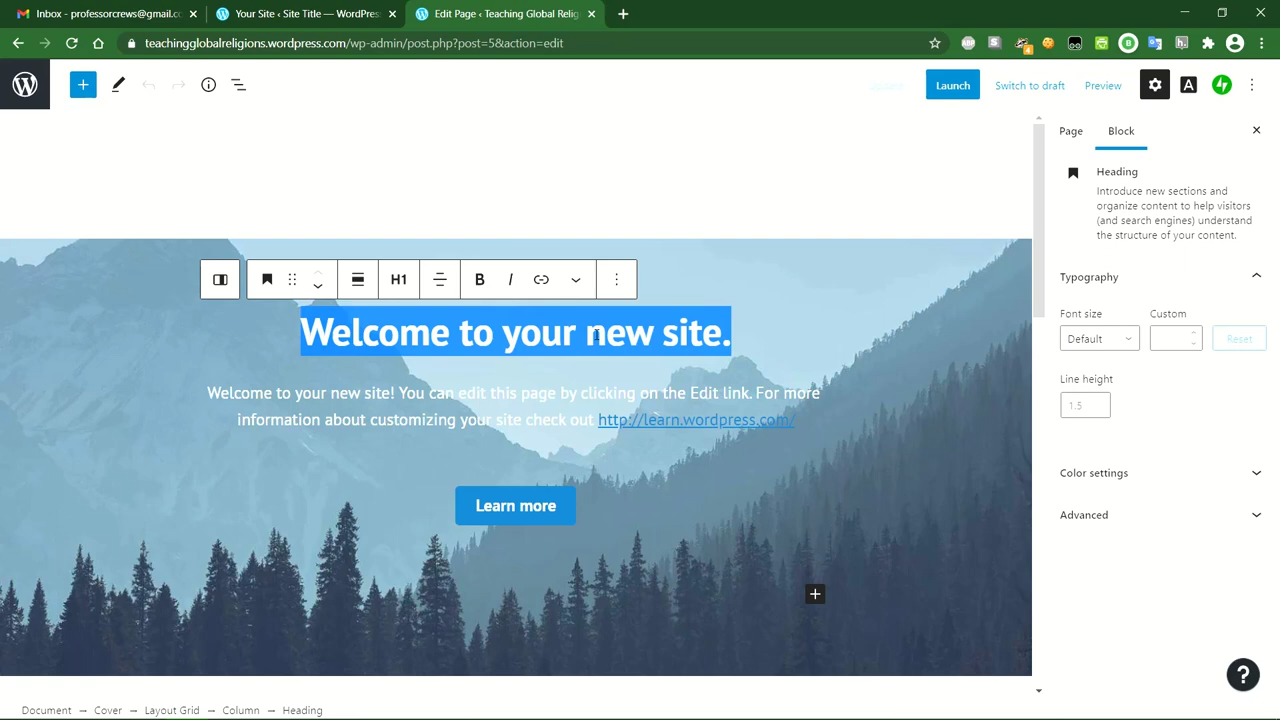 Inbox - professorcrews@gmail.c
Your Site ‹ Site Title — WordPress
Edit Page ‹ Teaching Global Relig
teachingglobalreligions.wordpress.com/wp-admin/post.php?post=5&action=edit
Launch
Switch to draft
Preview
Page
Block
Heading
Introduce new sections and
organize content to help visitors
(and search engines) understand
the structure of your content.
Typography
Font size
Custom
Default
Reset
Line height
1.5
Color settings
Advanced
H1
B
I
Welcome to your new site.
Welcome to your new site! You can edit this page by clicking on the Edit link. For more
information about customizing your site check out http://learn.wordpress.com/
Learn more
Document → Cover → Layout Grid → Column → Heading